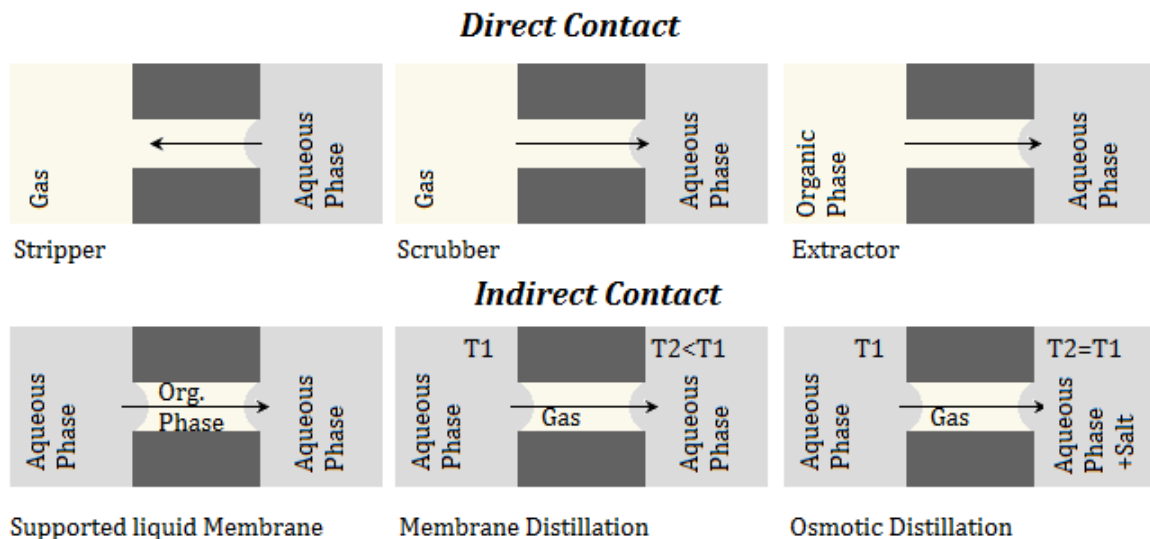 Direct Contact
Gas
Aqueous
Phase
Gas
Aqueous
Phase
Organic
Phase
Aqueous
Phase
Stripper
Scrubber
Extractor
Indirect Contact
Aqueous
Phase
Org.
Phase
Aqueous
Phase
T1
T2<T1
Aqueous
Phase
Gas
Aqueous
Phase
T1
T2=T1
Aqueous
Phase
Gas
Aqueous
Phase
+Salt
Supported liquid Membrane
Membrane Distillation
Osmotic Distillation